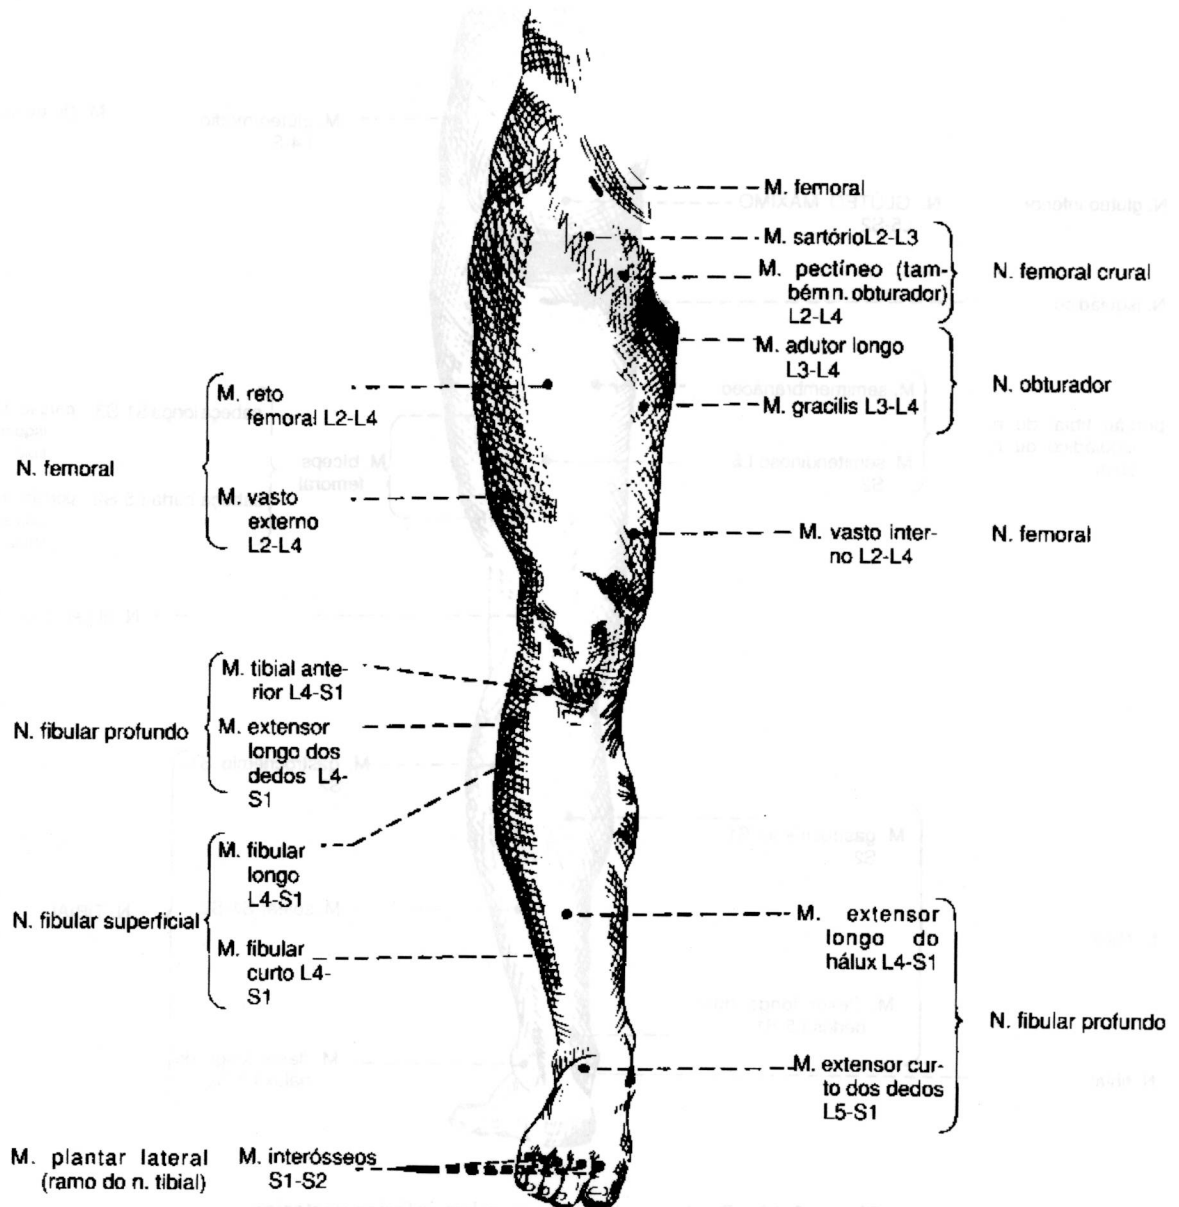 M. femoral
M. sartórioL2-L3
M. pectíneo (tam-
bém n. obturador)
L2-L4
N. femoral crural
M. adutor longo
L3-L4
M. gracilis L3-L4
N. obturador
M. reto
femoral L2-L4
N. femoral
M. vasto
externo
L2-L4
M. vasto inter-
no L2-L4
N. femoral
M. tibial ante-
rior L4-S1
N. fibular profundo
M. extensor
longo dos
dedos L4-
S1
M. fibular
longo
L4-S1
N. fibular superficial
M. fibular
curto L4-
S1
M. extensor
longo do
hálux L4-S1
N. fibular profundo
M. extensor cur-
to dos dedos
L5-S1
M. plantar lateral
(ramo do n. tibial)
M. interósseos
S1-S2